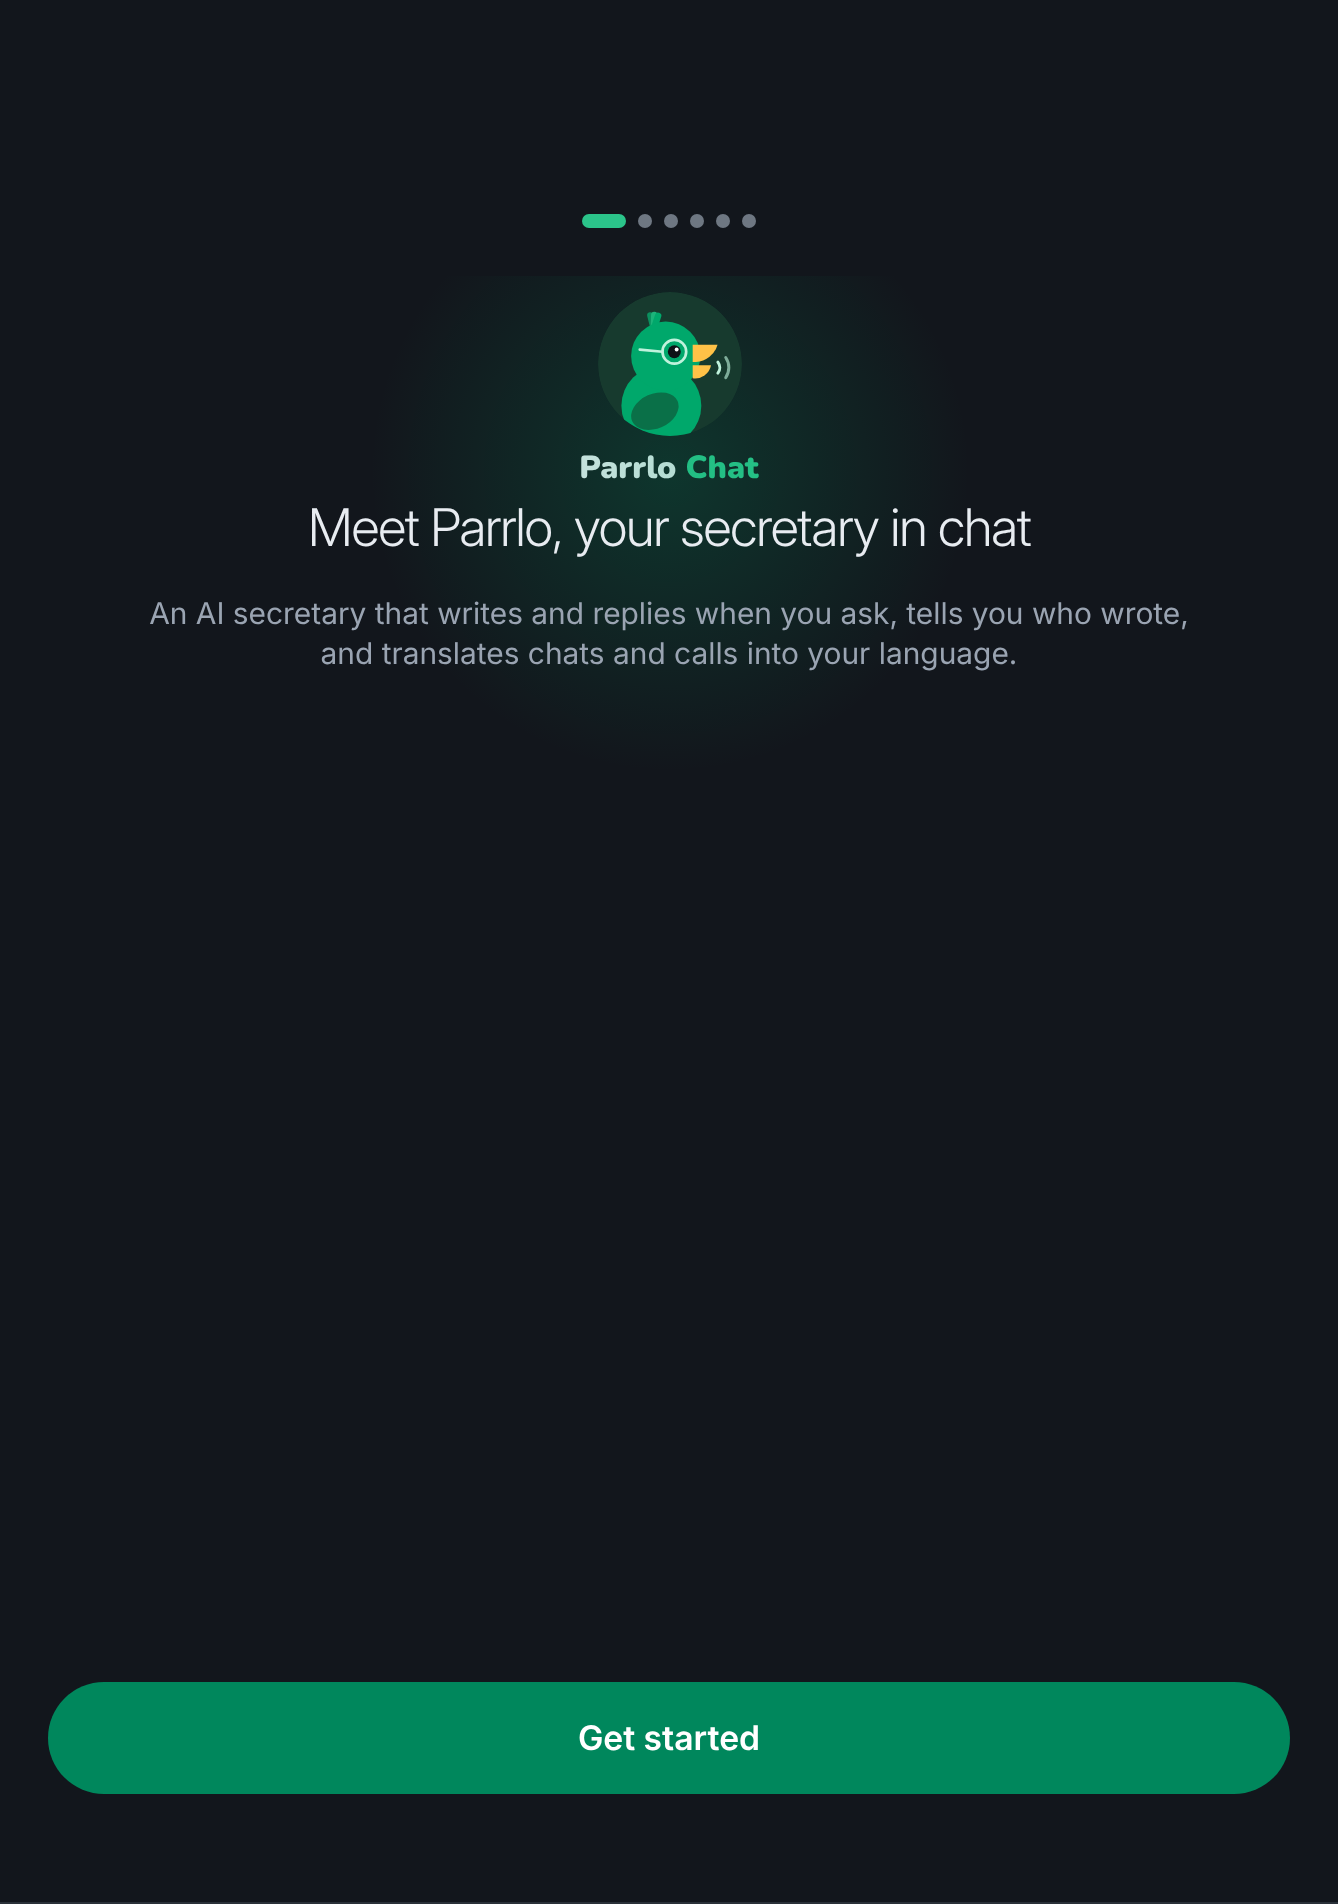 Parrlo Chat
Meet Parrlo, your secretary in chat
An AI secretary that writes and replies when you ask, tells you who wrote,
and translates chats and calls into your language.
Get started